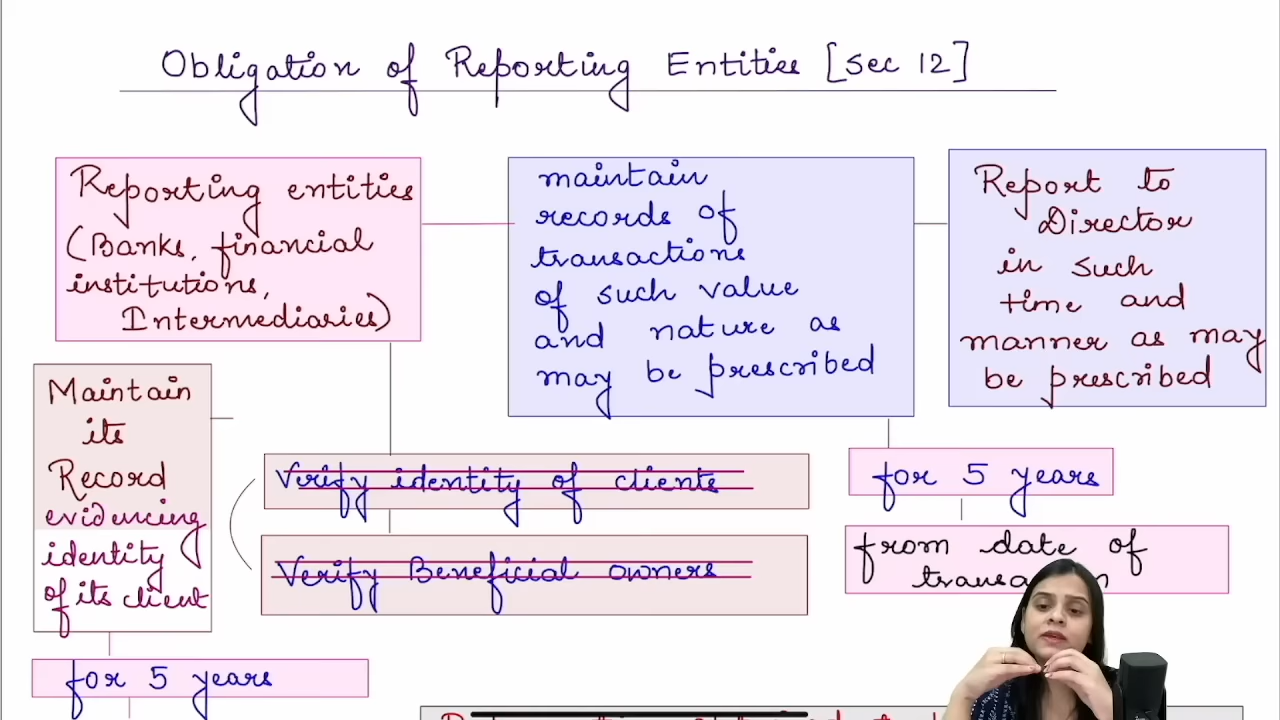 Obligation of Reporting Entities [Sec 12]
Reporting entities
(Banks, financial
institutions,
Intermediaries)
maintain
records of
transactions
of such value
and nature as
may be prescribed
Report to
Director
in such
time and
manner as may
be prescribed
Maintain
its
Record
evidencing
identity
of its client
for 5 years
Verify identity of clients
Verify Beneficial owners
for 5 years
from date of